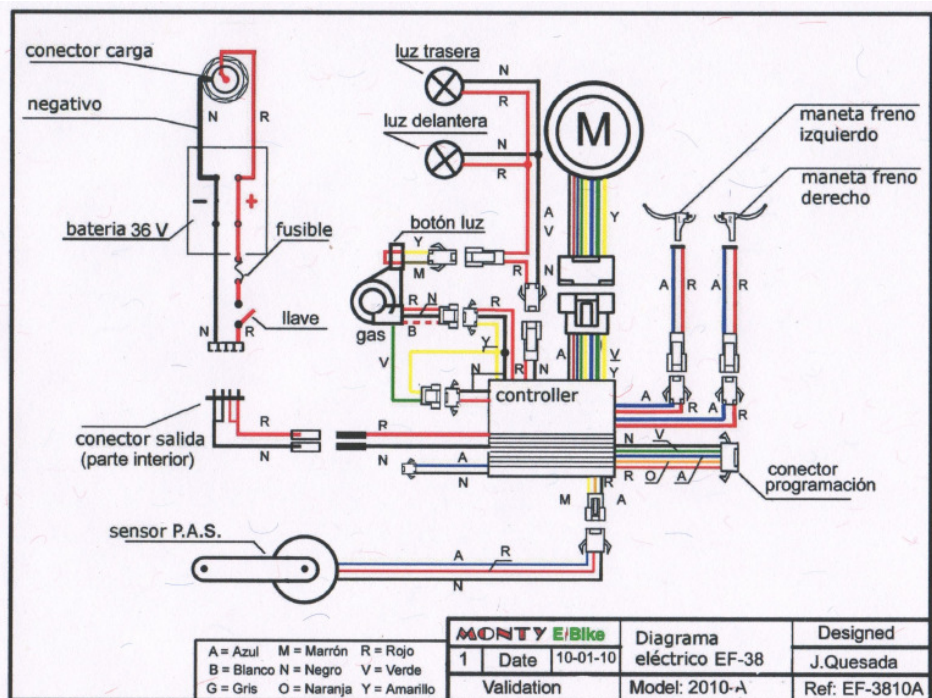 conector carga
negativo
N
R
−
+
bateria 36 V
fusible
llave
N
R
conector salida
(parte interior)
R
N
R
N
A
N
luz trasera
N
R
luz delantera
N
R
botón luz
Y
M
R
N
R
B
gas
V
Y
N
R
A
V
N
R
N
M
Y
A
V
Y
controller
maneta freno
izquierdo
maneta freno
derecho
A
R
A
R
A
R
A
R
N
V
R
O
A
conector
programación
M
R
A
sensor P.A.S.
A
R
N
A = Azul M = Marrón R = Rojo
B = Blanco N = Negro V = Verde
G = Gris O = Naranja Y = Amarillo
MONTY E/Bike
1 Date 10-01-10
Validation
Diagrama
eléctrico EF-38
Model: 2010-A
Designed
J.Quesada
Ref: EF-3810A